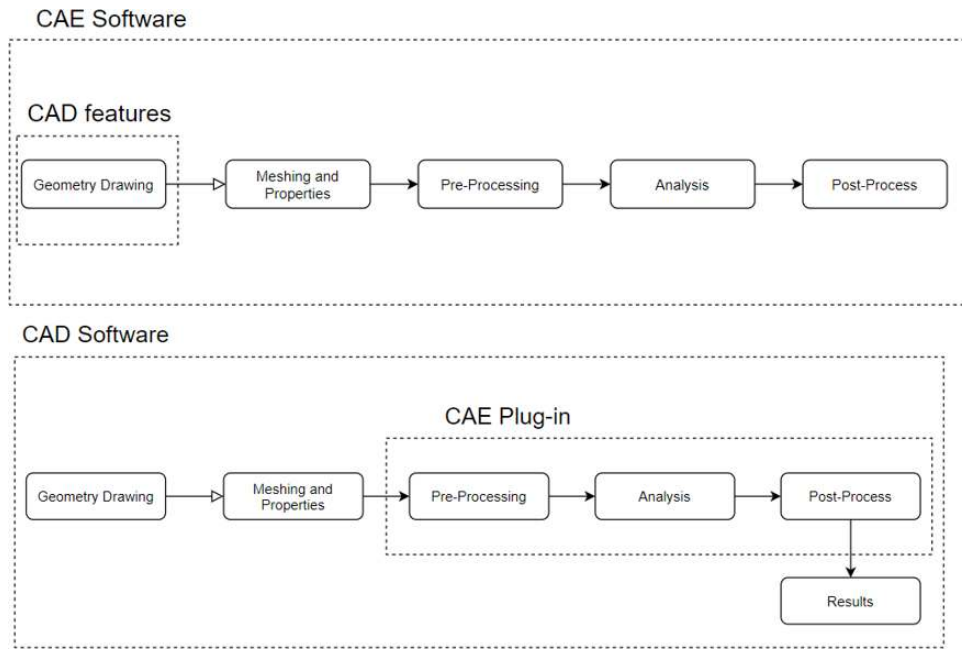 CAE Software
CAD features
Geometry Drawing
Meshing and
Properties
Pre-Processing
Analysis
Post-Process
CAD Software
CAE Plug-in
Geometry Drawing
Meshing and
Properties
Pre-Processing
Analysis
Post-Process
Results